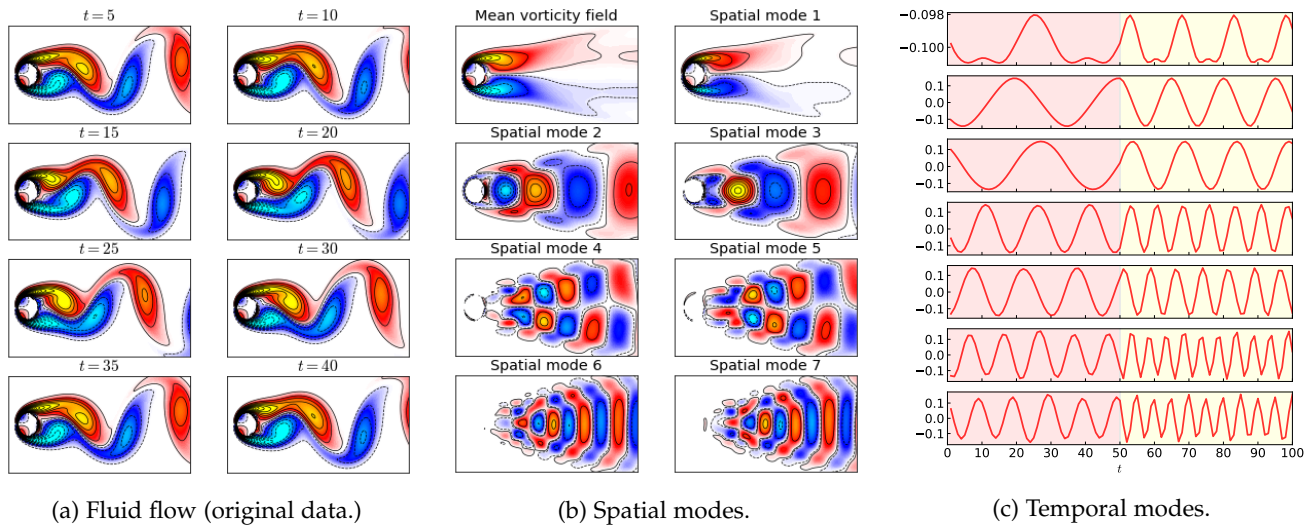 t = 5
t = 10
t = 15
t = 20
t = 25
t = 30
t = 35
t = 40
(a) Fluid flow (original data.)
Mean vorticity field
Spatial mode 1
Spatial mode 2
Spatial mode 3
Spatial mode 4
Spatial mode 5
Spatial mode 6
Spatial mode 7
(b) Spatial modes.
−0.098
−0.100
0.1
0.0
−0.1
0.1
0.0
−0.1
0.1
0.0
−0.1
0.1
0.0
−0.1
0.1
0.0
−0.1
0.1
0.0
−0.1
0 10 20 30 40 50 60 70 80 90 100
t
(c) Temporal modes.